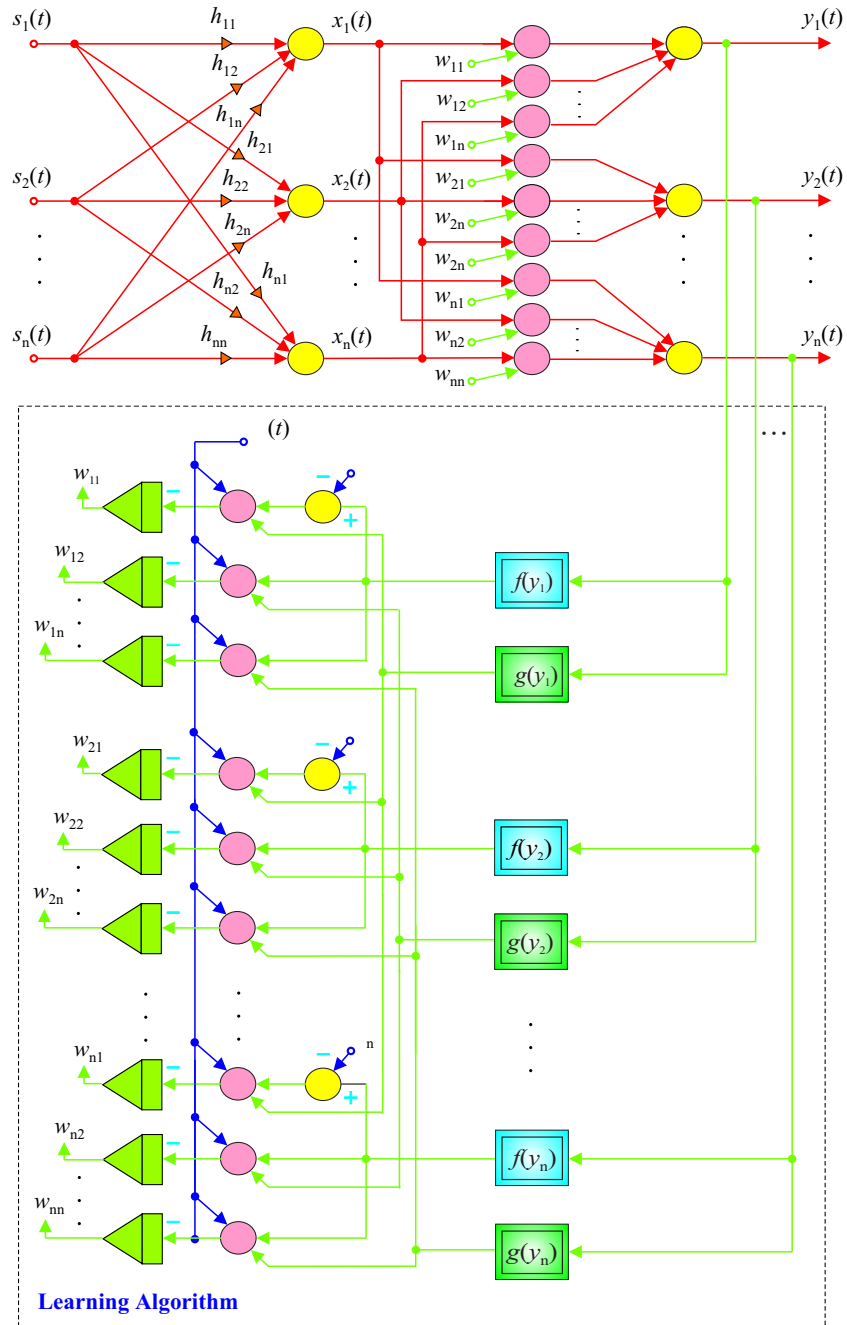 s₁(t) h₁₁ x₁(t) y₁(t)
h₁₂
w₁₁
h₁ₙ
w₁₂
h₂₁
w₁ₙ
s₂(t) h₂₂ x₂(t) w₂₁ y₂(t)
h₂ₙ
w₂ₙ
w₂ₙ
hₙ₂ hₙ₁
wₙ₁
sₙ(t) hₙₙ xₙ(t) wₙ₂ yₙ(t)
wₙₙ
(t)
w₁₁ − −
+
w₁₂ − f(y₁)
w₁ₙ −
g(y₁)
w₂₁ − −
+
w₂₂ − f(y₂)
w₂ₙ −
g(y₂)
n
wₙ₁ − −
+
wₙ₂ − f(yₙ)
wₙₙ −
g(yₙ)
Learning Algorithm